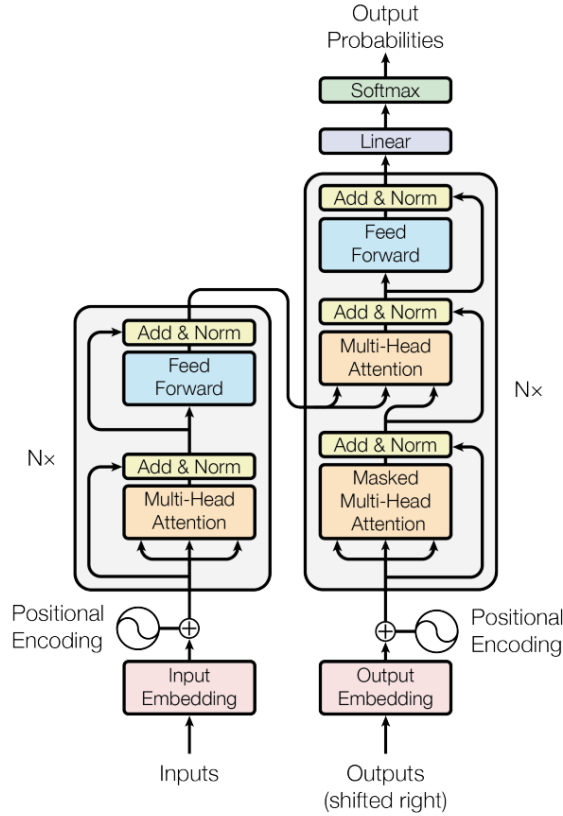 Output
Probabilities
Softmax
Linear
Add & Norm
Feed
Forward
Add & Norm
Multi-Head
Attention
Add & Norm
Masked
Multi-Head
Attention
N×
Add & Norm
Feed
Forward
Add & Norm
Multi-Head
Attention
N×
Positional
Encoding
Positional
Encoding
Input
Embedding
Output
Embedding
Inputs
Outputs
(shifted right)